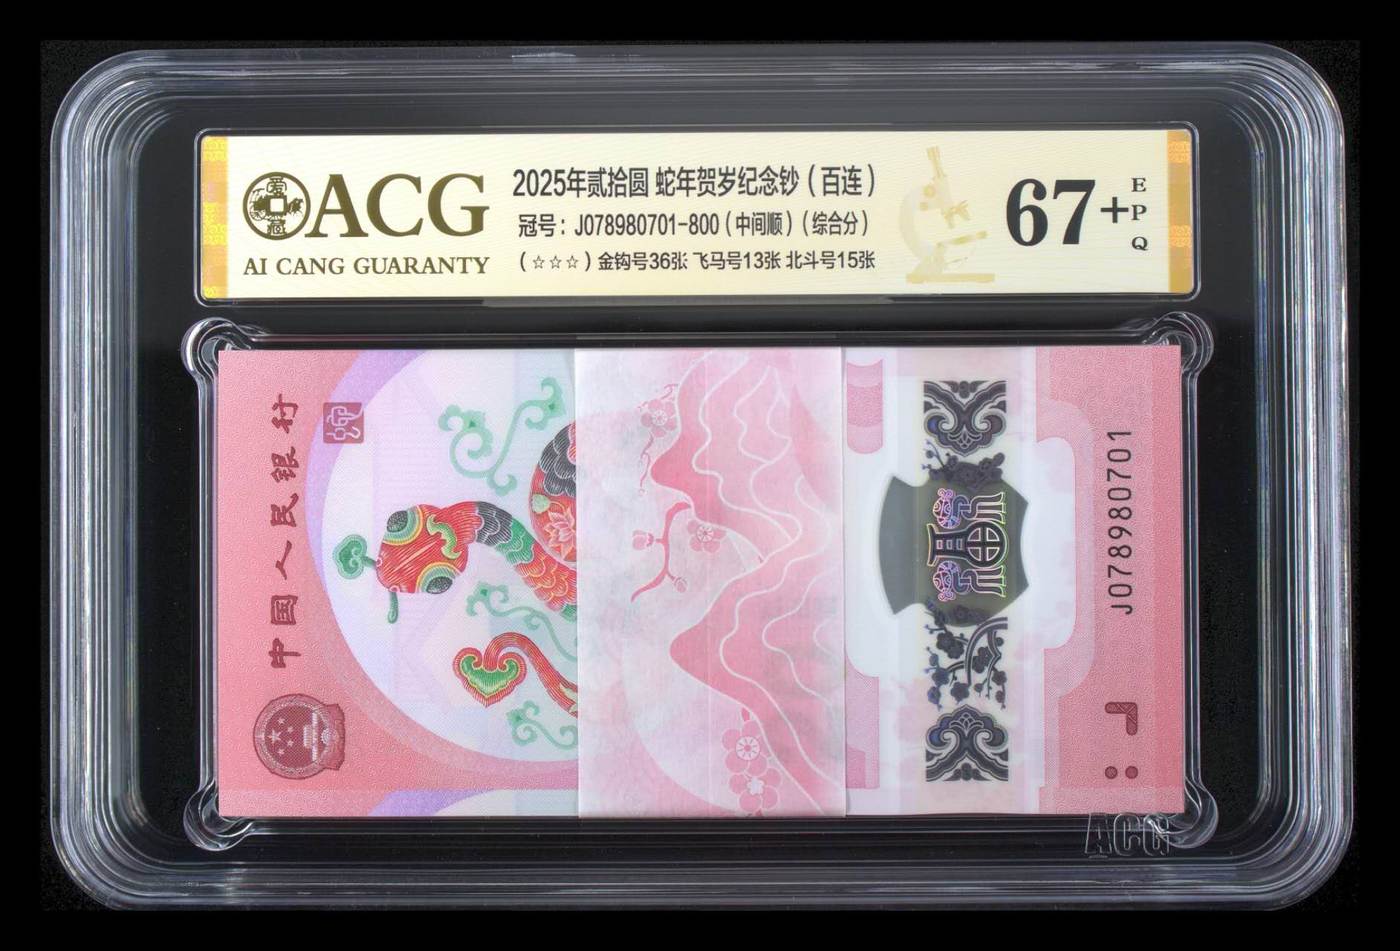 ACG
AI CANG GUARANTY
2025年贰拾圆 蛇年贺岁纪念钞（百连）
冠号：J078980701-800（中间顺）（综合分）
（☆☆☆）金钩号36张 飞马号13张 北斗号15张
67+
EPQ
中国人民银行
J078980701
ACG